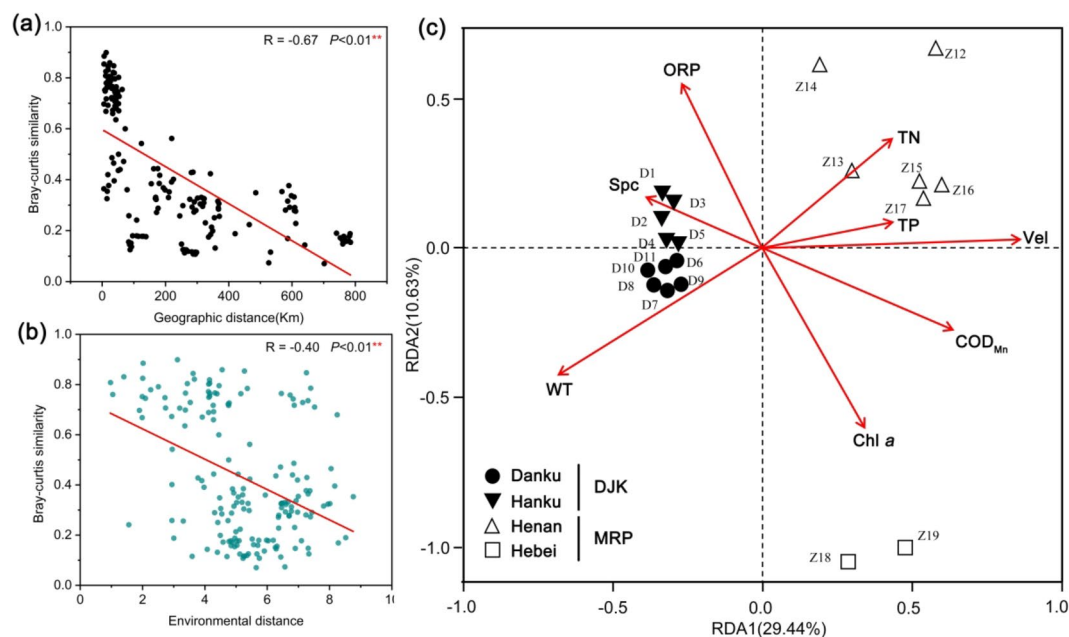 (a)
R = -0.67 P<0.01**
1.0
0.8
0.6
0.4
0.2
0.0
Bray-curtis similarity
0 200 400 600 800
Geographic distance(Km)
(b)
R = -0.40 P<0.01**
1.0
0.8
0.6
0.4
0.2
0.0
Bray-curtis similarity
0 2 4 6 8
Environmental distance
(c)
Z12
Z14
ORP
0.5
TN
Z13
Z15
D1
Spc
Z16
D3
Z17
D2
TP
D5
Vel
D4
0.0
D6
D11
D10
D9
D8
D7
COD Mn
WT
-0.5
Chl a
Danku
DJK
Hanku
Henan
MRP
Hebei
Z19
Z18
-1.0
RDA2(10.63%)
-1.0 -0.5 0.0 0.5 1.0
RDA1(29.44%)